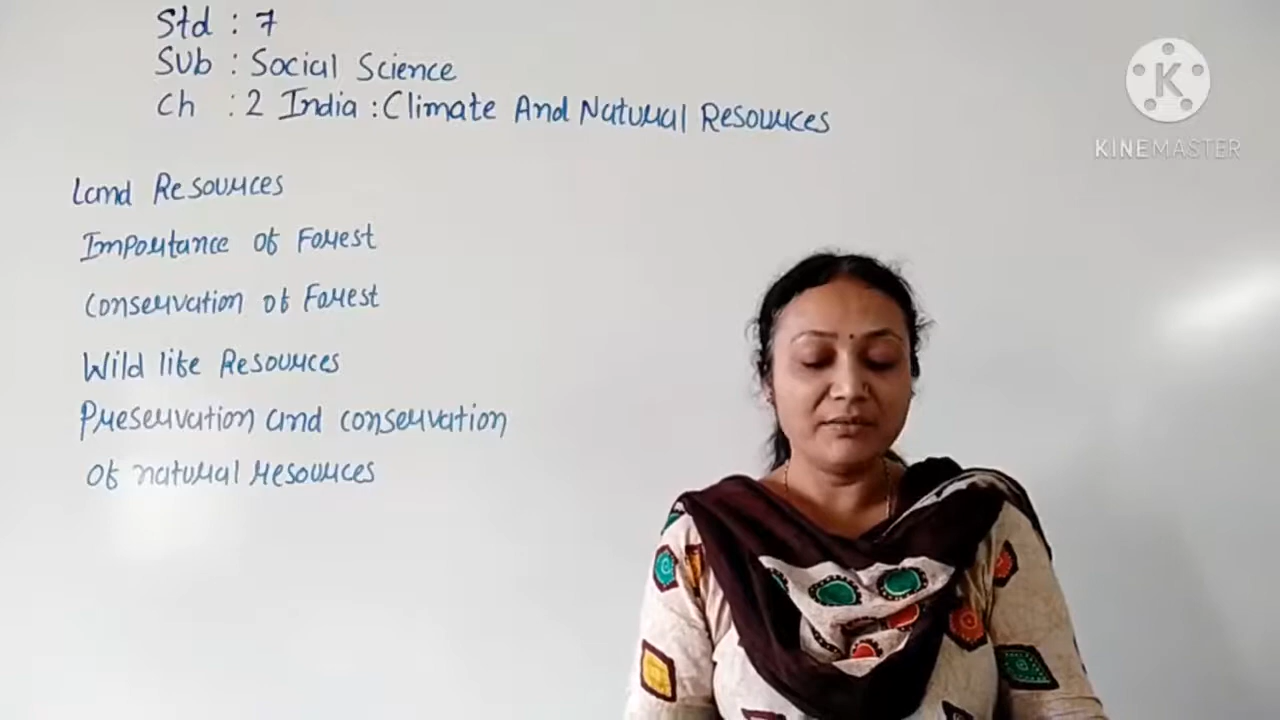 Std : 7
Sub : Social Science
Ch : 2 India : Climate And Natural Resources
KINEMASTER
Land Resources
Importance of Forest
Conservation of Forest
Wild life Resources
Preservation and conservation
of natural resources